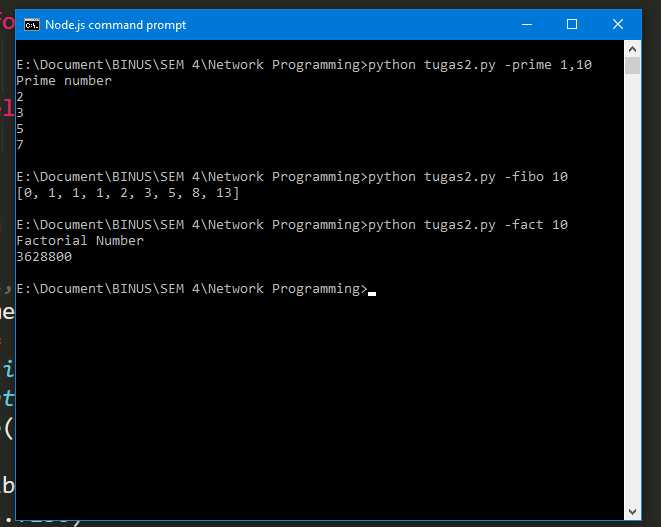 Node.js command prompt
E:\Document\BINUS\SEM 4\Network Programming>python tugas2.py -prime 1,10
Prime number
2
3
5
7
E:\Document\BINUS\SEM 4\Network Programming>python tugas2.py -fibo 10
[0, 1, 1, 1, 2, 3, 5, 8, 13]
E:\Document\BINUS\SEM 4\Network Programming>python tugas2.py -fact 10
Factorial Number
3628800
E:\Document\BINUS\SEM 4\Network Programming>